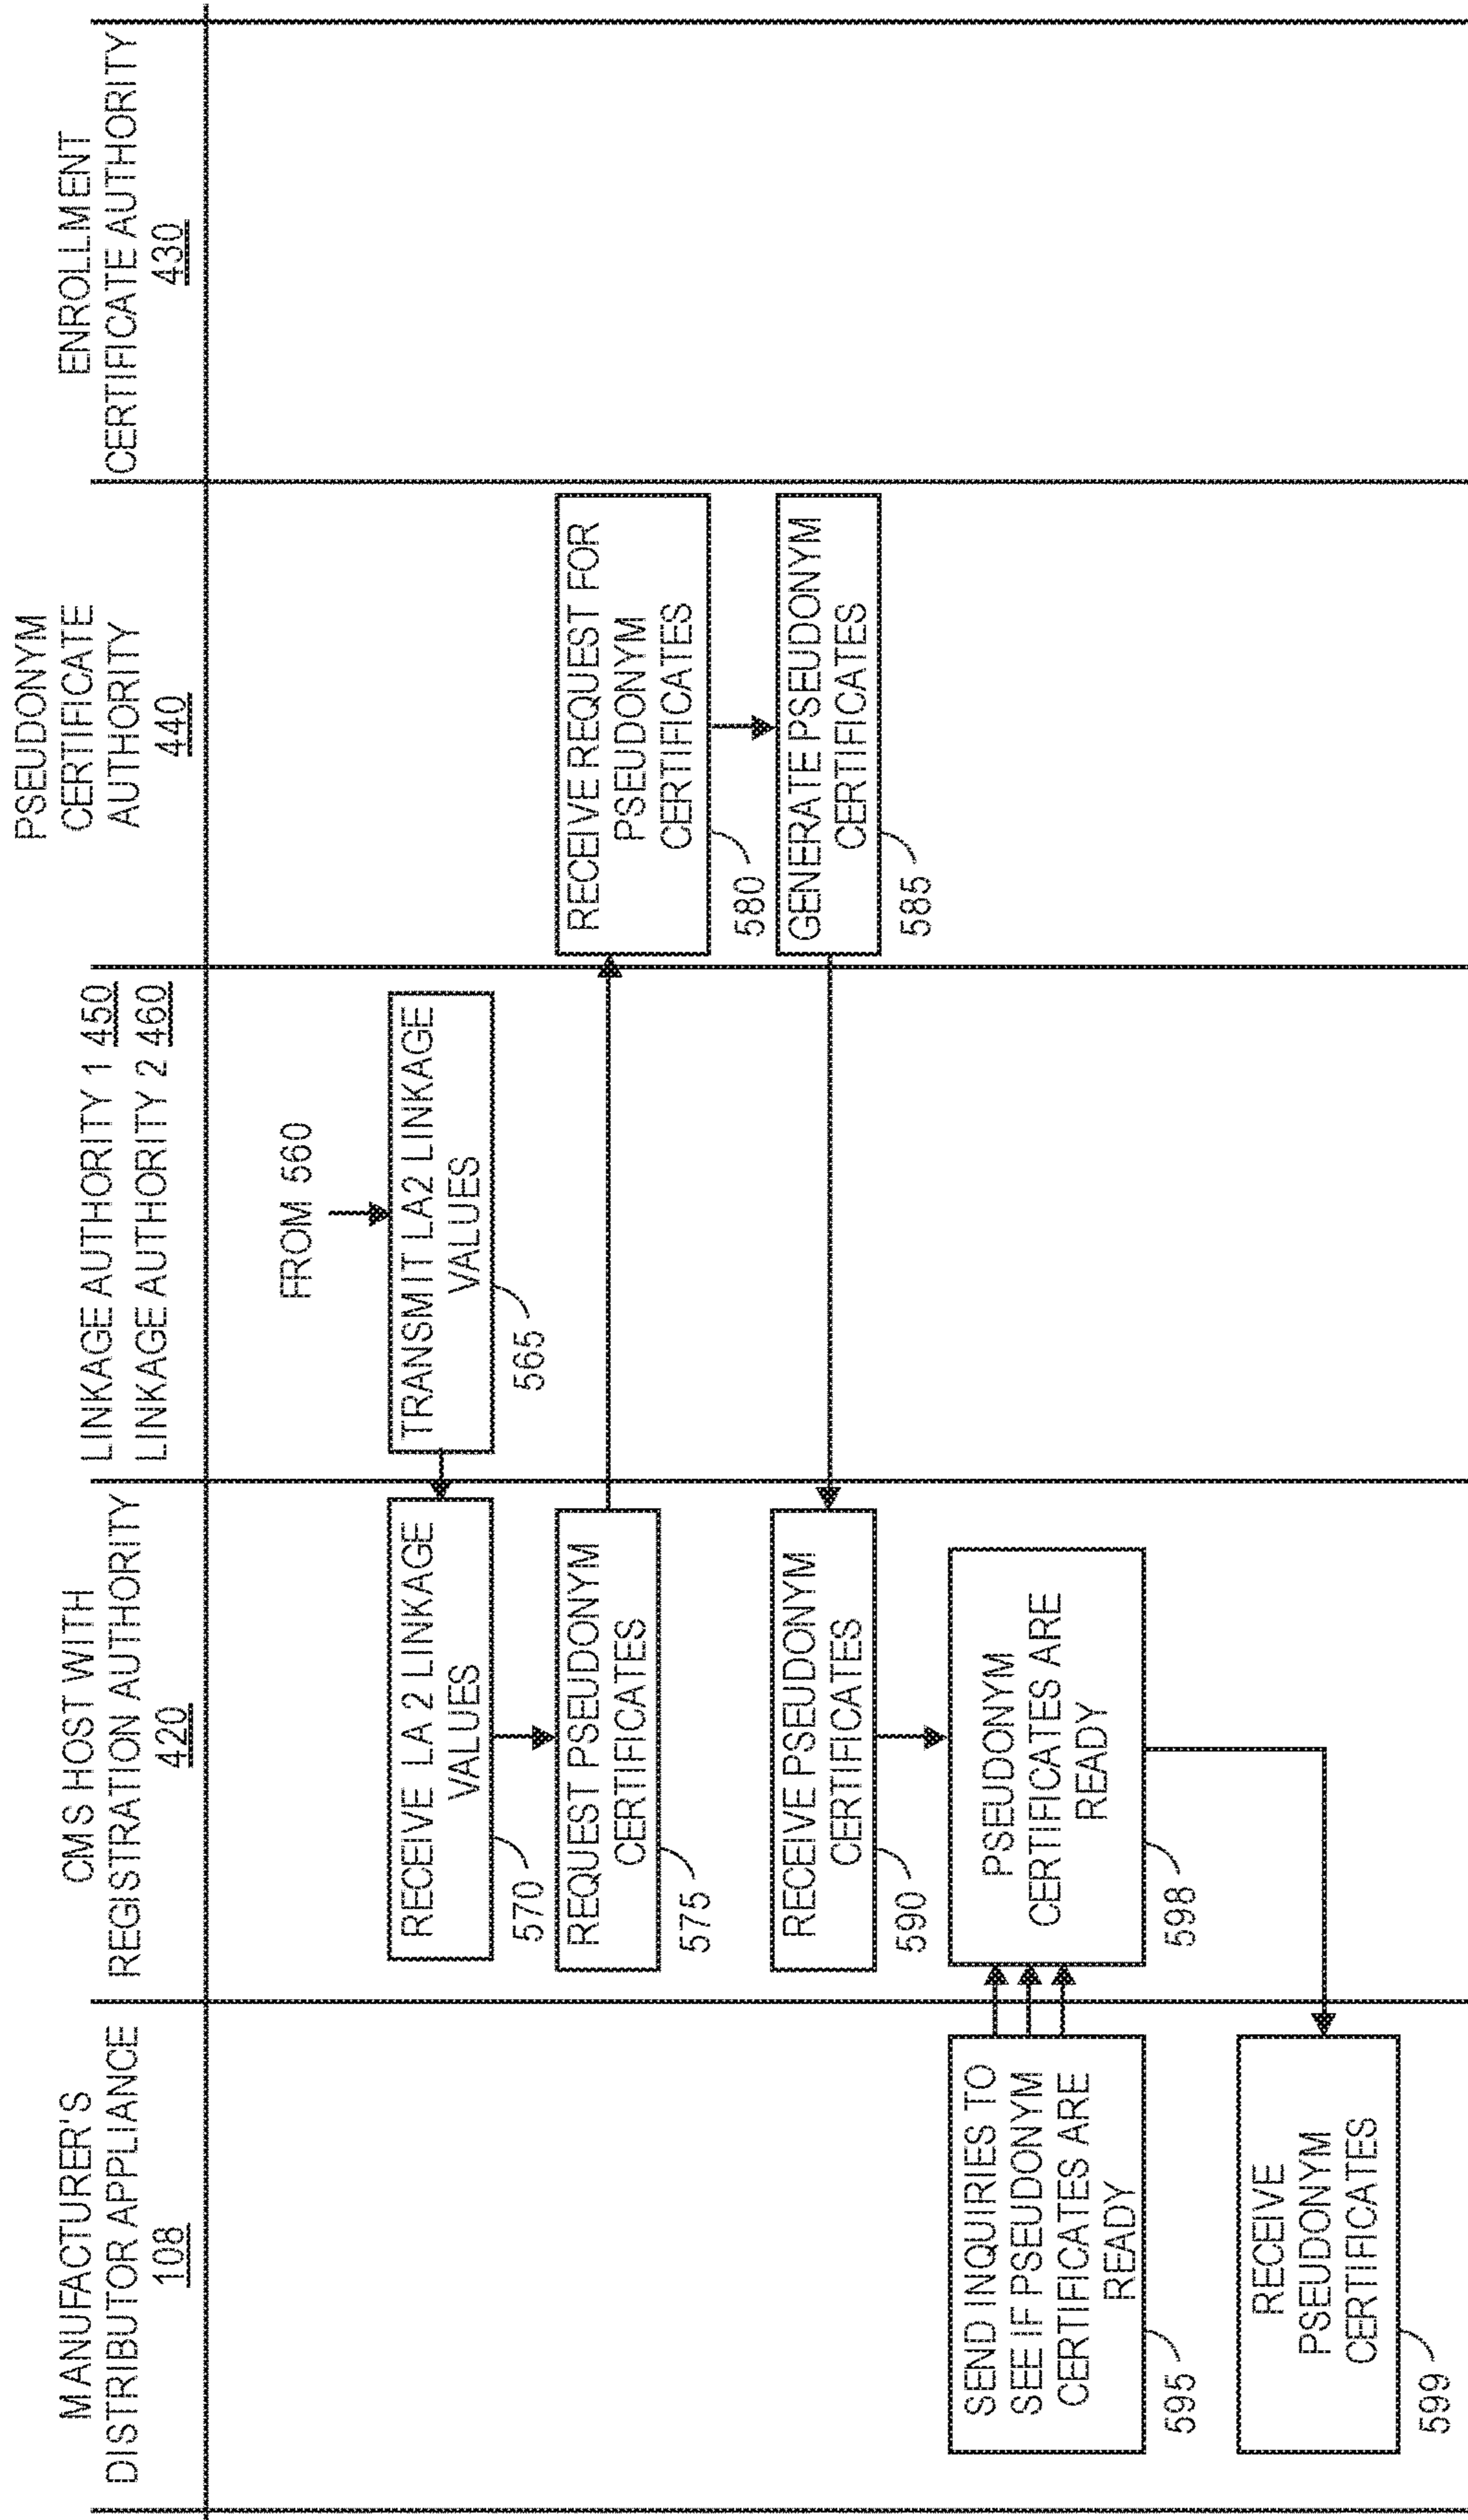 MANUFACTURER'S
DISTRIBUTOR APPLIANCE
108
CMS HOST WITH
REGISTRATION AUTHORITY
420
LINKAGE AUTHORITY 1 450
LINKAGE AUTHORITY 2 460
PSEUDONYM
CERTIFICATE
AUTHORITY
440
ENROLLMENT
CERTIFICATE AUTHORITY
430
FROM 560
TRANSMIT LA2 LINKAGE
VALUES
565
RECEIVE LA 2 LINKAGE
VALUES
570
REQUEST PSEUDONYM
CERTIFICATES
575
RECEIVE REQUEST FOR
PSEUDONYM
CERTIFICATES
580
GENERATE PSEUDONYM
CERTIFICATES
585
RECEIVE PSEUDONYM
CERTIFICATES
590
SEND INQUIRIES TO
SEE IF PSEUDONYM
CERTIFICATES ARE
READY
595
PSEUDONYM
CERTIFICATES ARE
READY
598
RECEIVE
PSEUDONYM
CERTIFICATES
599